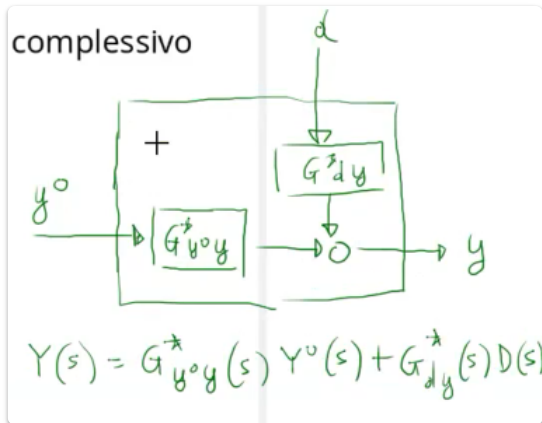 complessivo
d
+
G*dy
y°
G*y°y
y
Y(s) = G*y°y(s) Y°(s) + G*dy(s) D(s)